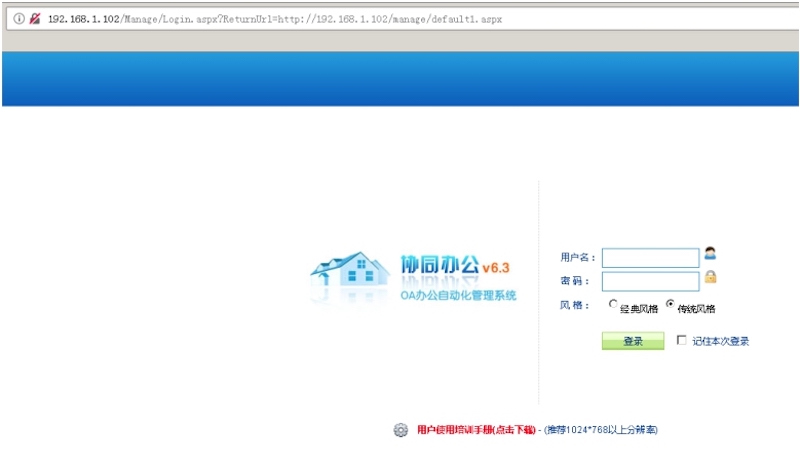 192.168.1.102/Manage/Login.aspx?ReturnUrl=http://192.168.1.102/manage/default1.aspx
协同办公v6.3
OA办公自动化管理系统
用户名：
密 码：
风 格： 经典风格 传统风格
登录 记住本次登录
用户使用培训手册(点击下载) - (推荐1024*768以上分辨率)